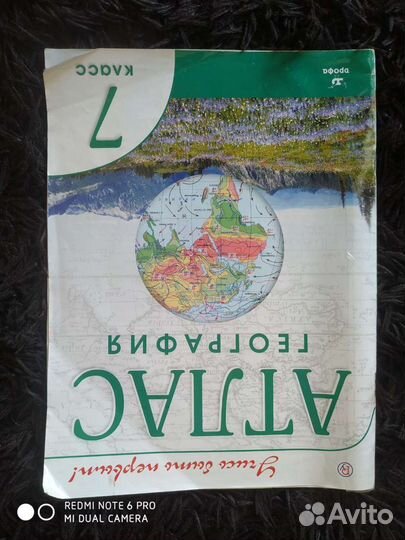 Учись быть первым!
АТЛАС
ГЕОГРАФИЯ
7
класс
дрофа
REDMI NOTE 6 PRO
MI DUAL CAMERA
Avito